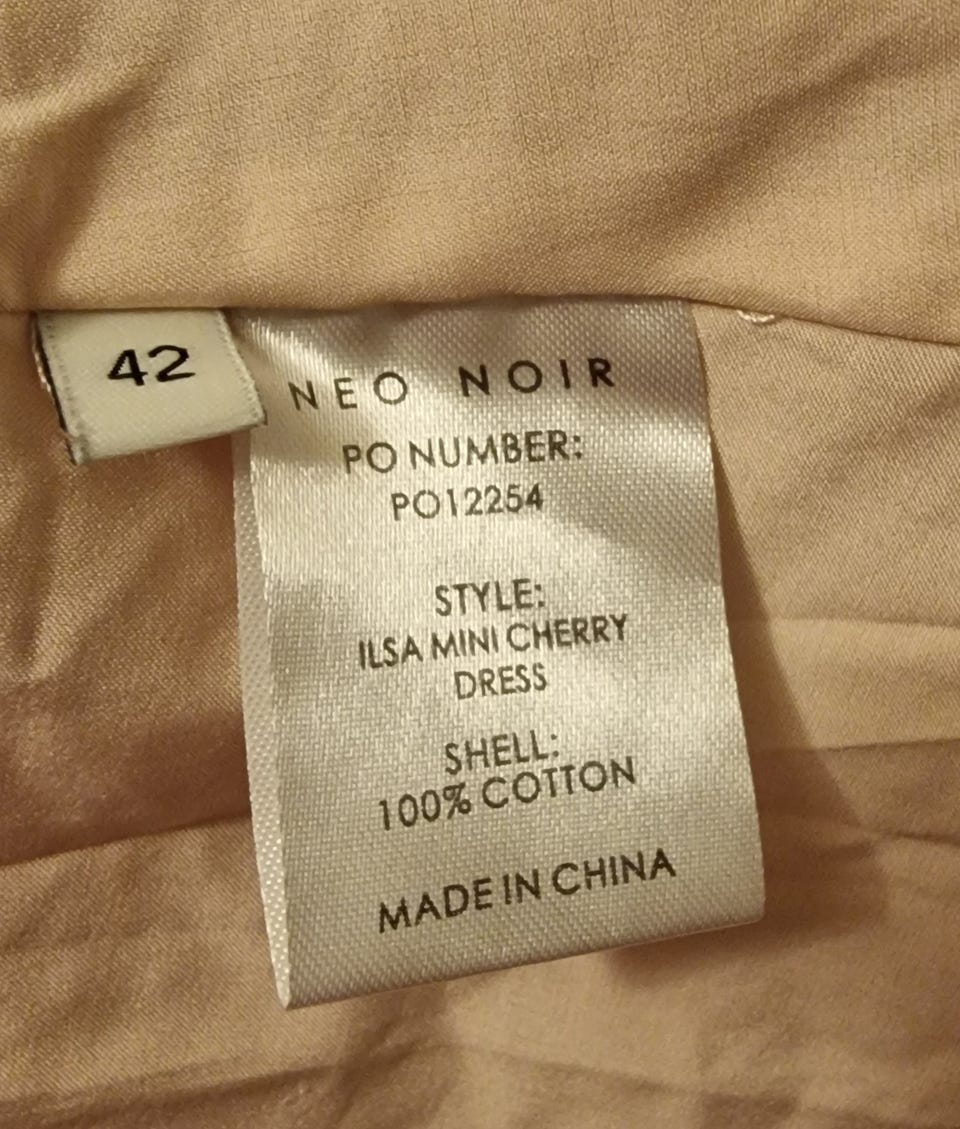 42
NEO NOIR
PO NUMBER:
PO12254
STYLE:
ILSA MINI CHERRY
DRESS
SHELL:
100% COTTON
MADE IN CHINA